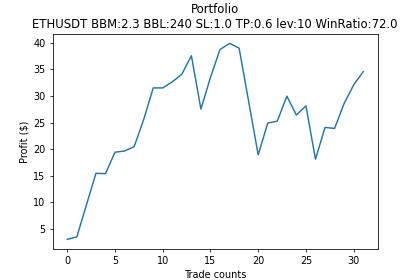 Portfolio
ETHUSDT BBM:2.3 BBL:240 SL:1.0 TP:0.6 lev:10 WinRatio:72.0
40
35
30
25
20
15
10
5
Profit ($)
0 5 10 15 20 25 30
Trade counts